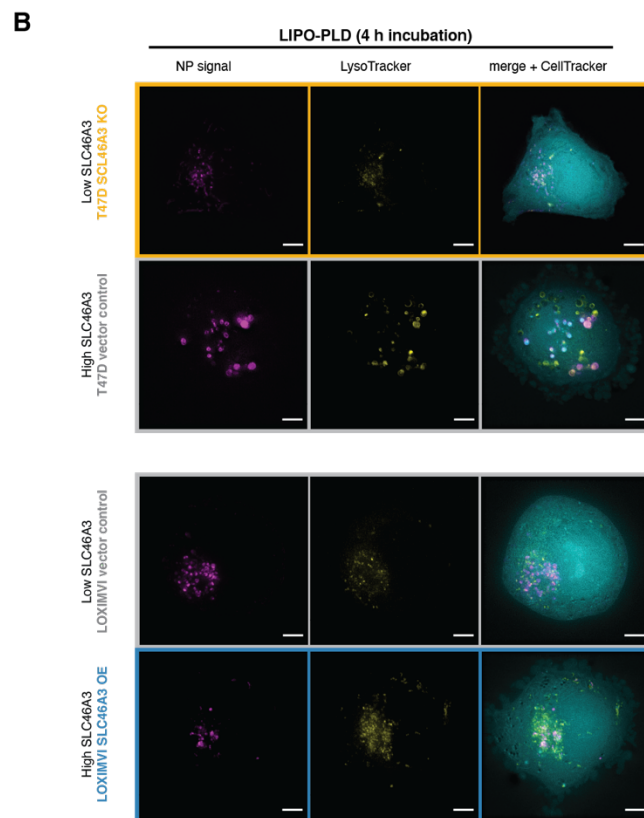 B
LIPO-PLD (4 h incubation)
NP signal
LysoTracker
merge + CellTracker
Low SLC46A3
T47D SCL46A3 KO
High SLC46A3
T47D vector control
Low SLC46A3
LOXIMVI vector control
High SLC46A3
LOXIMVI SLC46A3 OE